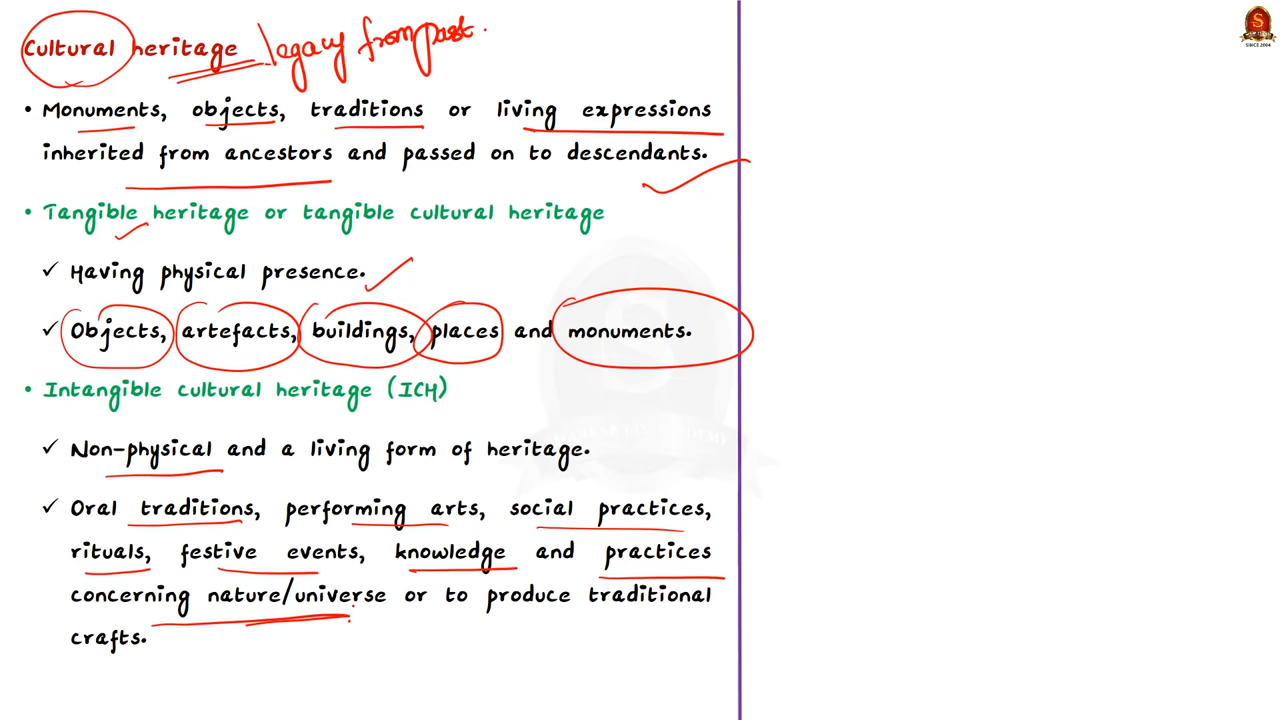 Cultural heritage legacy from past.
• Monuments, objects, traditions or living expressions
inherited from ancestors and passed on to descendants.
• Tangible heritage or tangible cultural heritage
✓ Having physical presence.
✓ Objects, artefacts, buildings, places and monuments.
• Intangible cultural heritage (ICH)
✓ Non-physical and a living form of heritage.
✓ Oral traditions, performing arts, social practices,
rituals, festive events, knowledge and practices
concerning nature/universe or to produce traditional
crafts.
S
SINCE 2004